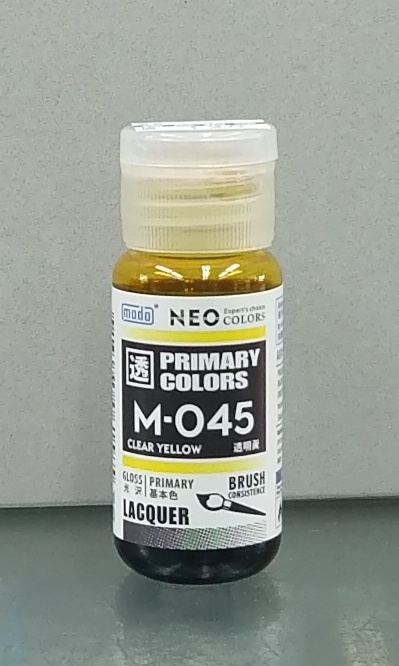 modo® NEO Expert's choice COLORS
透 PRIMARY COLORS
M-045
CLEAR YELLOW 透明黃
GLOSS 光沢 PRIMARY 基本色
BRUSH CONSISTENCE
LACQUER